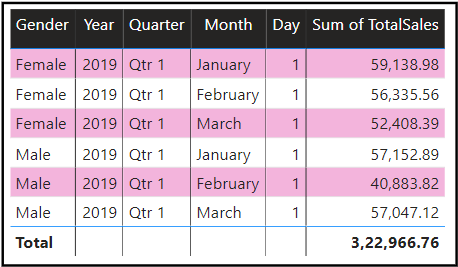 Gender Year Quarter Month Day Sum of TotalSales
Female 2019 Qtr 1 January 1 59,138.98
Female 2019 Qtr 1 February 1 56,335.56
Female 2019 Qtr 1 March 1 52,408.39
Male 2019 Qtr 1 January 1 57,152.89
Male 2019 Qtr 1 February 1 40,883.82
Male 2019 Qtr 1 March 1 57,047.12
Total 3,22,966.76